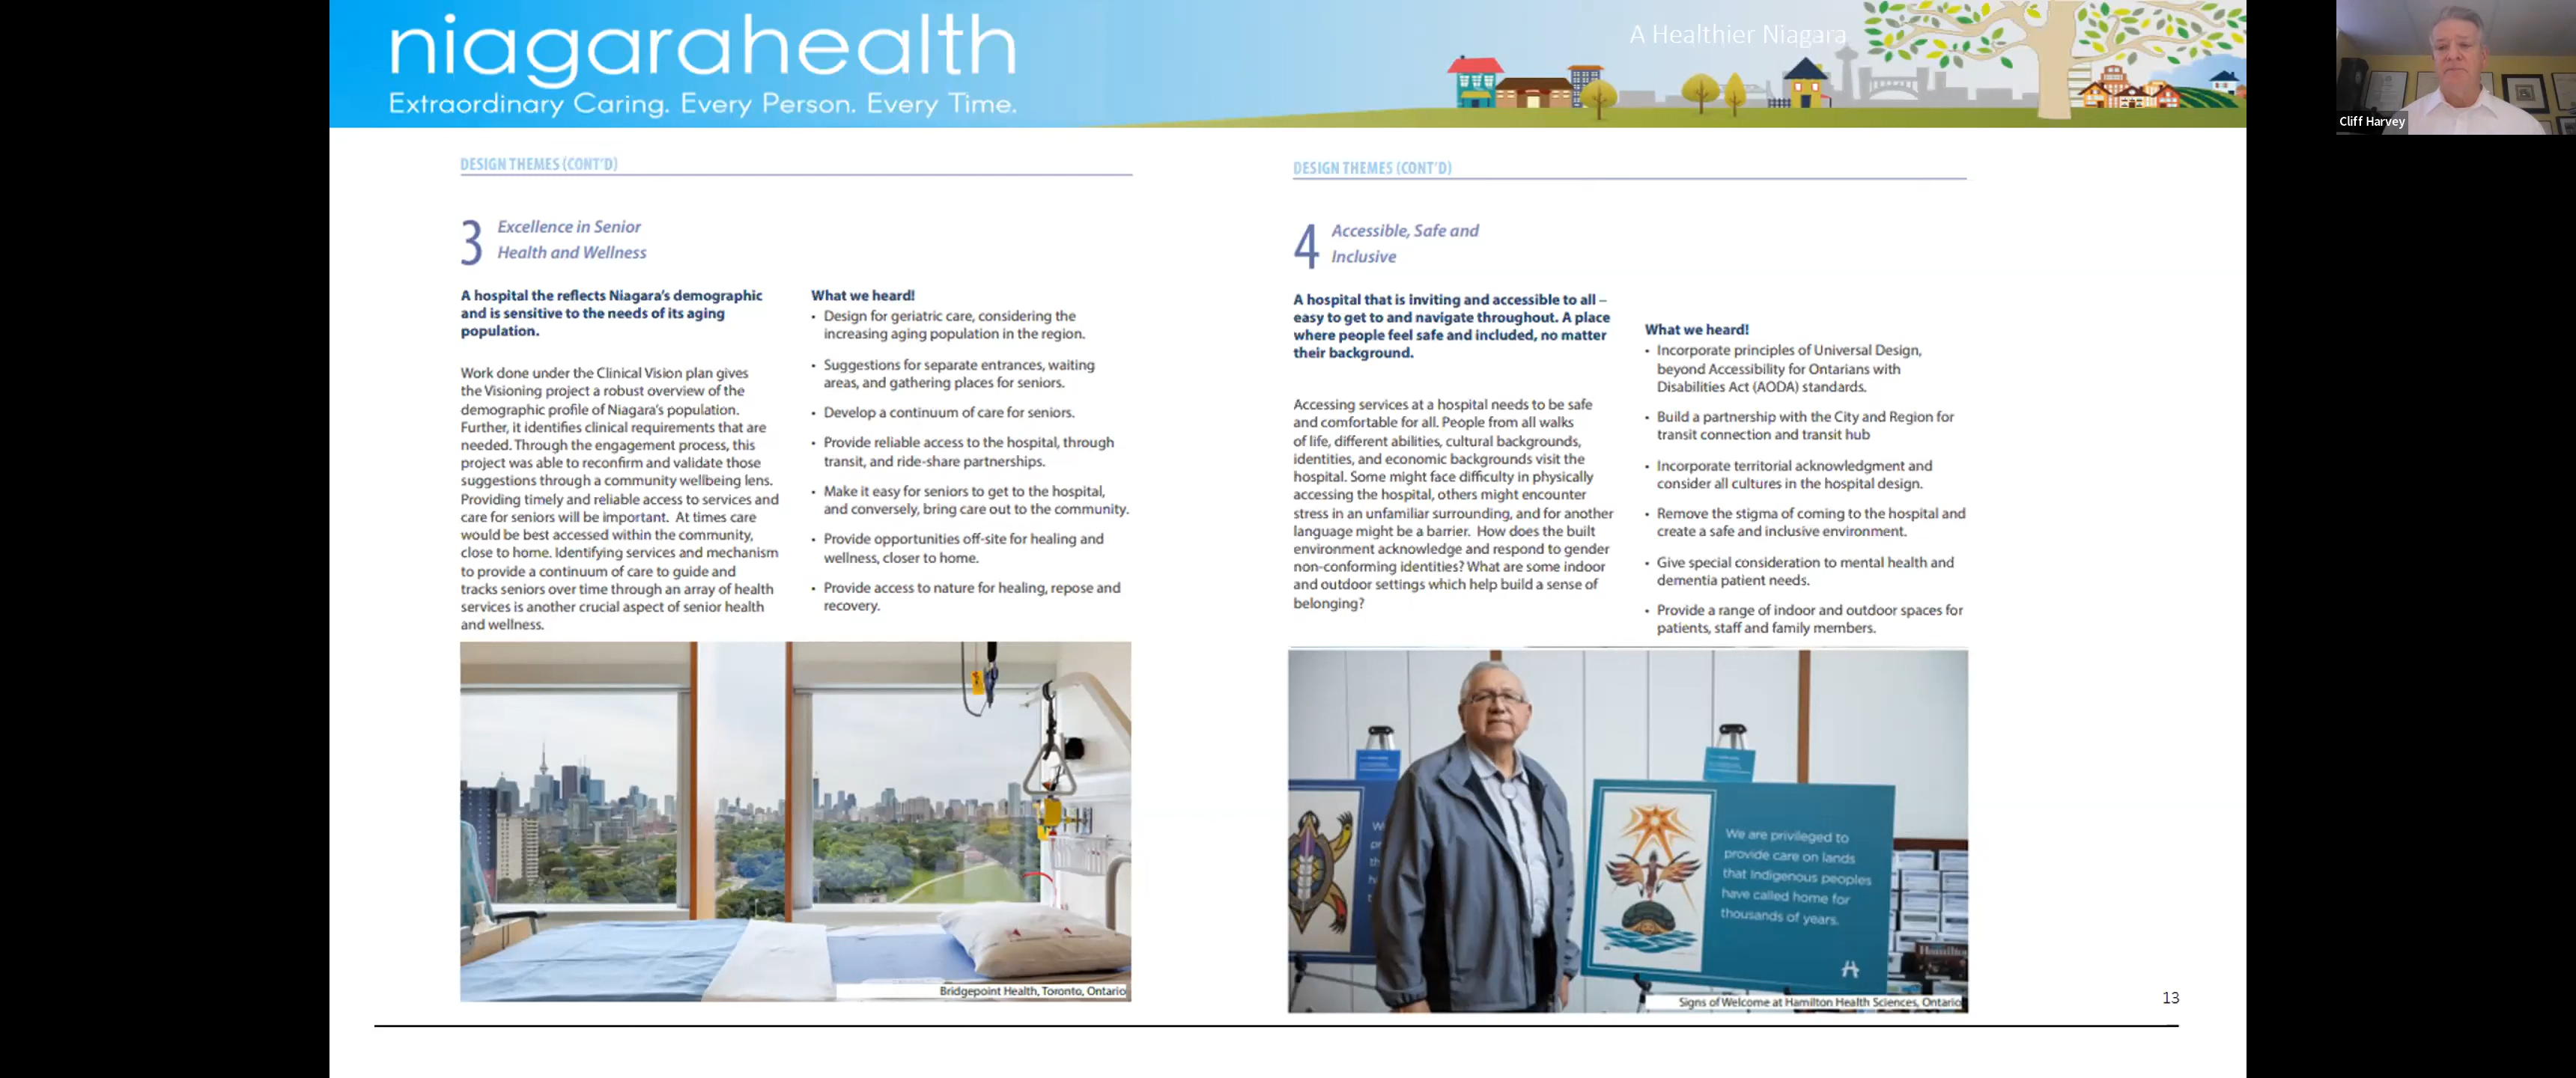 niagarahealth
Extraordinary Caring. Every Person. Every Time.
A Healthier Niagara
Cliff Harvey
DESIGN THEMES (CONT'D)
3
Excellence in Senior
Health and Wellness
A hospital the reflects Niagara's demographic
and is sensitive to the needs of its aging
population.
Work done under the Clinical Vision plan gives
the Visioning project a robust overview of the
demographic profile of Niagara's population.
Further, it identifies clinical requirements that are
needed. Through the engagement process, this
project was able to reconfirm and validate those
suggestions through a community wellbeing lens.
Providing timely and reliable access to services and
care for seniors will be important. At times care
would be best accessed within the community,
close to home. Identifying services and mechanism
to provide a continuum of care to guide and
tracks seniors over time through an array of health
services is another crucial aspect of senior health
and wellness.
What we heard!
• Design for geriatric care, considering the
increasing aging population in the region.
• Suggestions for separate entrances, waiting
areas, and gathering places for seniors.
• Develop a continuum of care for seniors.
• Provide reliable access to the hospital, through
transit, and ride-share partnerships.
• Make it easy for seniors to get to the hospital,
and conversely, bring care out to the community.
• Provide opportunities off-site for healing and
wellness, closer to home.
• Provide access to nature for healing, repose and
recovery.
Bridgepoint Health, Toronto, Ontario
DESIGN THEMES (CONT'D)
4
Accessible, Safe and
Inclusive
A hospital that is inviting and accessible to all –
easy to get to and navigate throughout. A place
where people feel safe and included, no matter
their background.
Accessing services at a hospital needs to be safe
and comfortable for all. People from all walks
of life, different abilities, cultural backgrounds,
identities, and economic backgrounds visit the
hospital. Some might face difficulty in physically
accessing the hospital, others might encounter
stress in an unfamiliar surrounding, and for another
language might be a barrier. How does the built
environment acknowledge and respond to gender
non-conforming identities? What are some indoor
and outdoor settings which help build a sense of
belonging?
What we heard!
• Incorporate principles of Universal Design,
beyond Accessibility for Ontarians with
Disabilities Act (AODA) standards.
• Build a partnership with the City and Region for
transit connection and transit hub
• Incorporate territorial acknowledgment and
consider all cultures in the hospital design.
• Remove the stigma of coming to the hospital and
create a safe and inclusive environment.
• Give special consideration to mental health and
dementia patient needs.
• Provide a range of indoor and outdoor spaces for
patients, staff and family members.
We are privileged to
provide care on lands
that Indigenous peoples
have called home for
thousands of years.
Hamilton
Signs of Welcome at Hamilton Health Sciences, Ontario
13